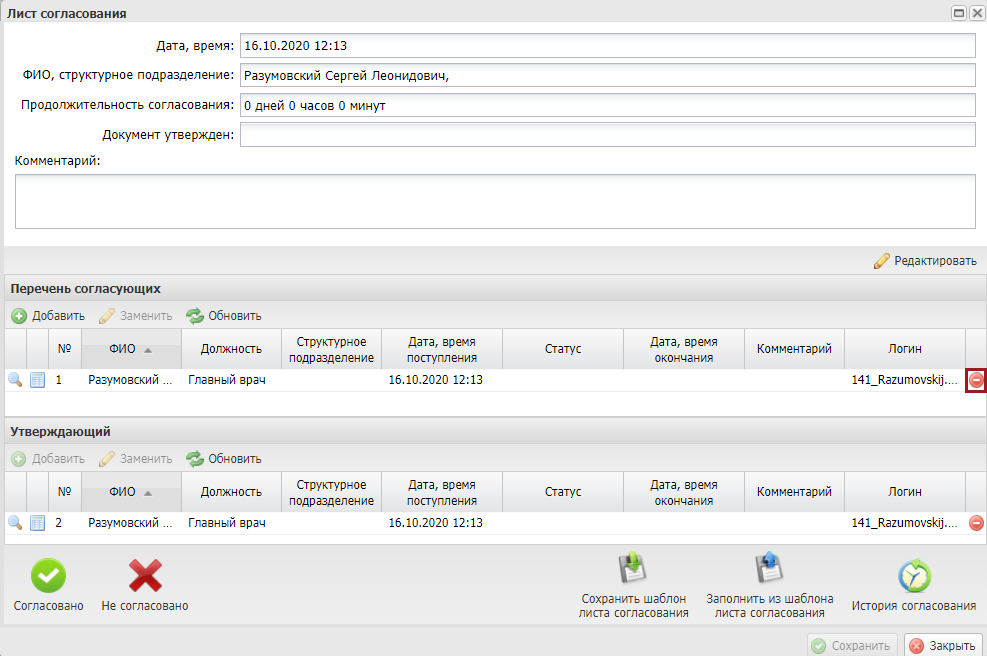 Лист согласования
Дата, время: 16.10.2020 12:13
ФИО, структурное подразделение: Разумовский Сергей Леонидович,
Продолжительность согласования: 0 дней 0 часов 0 минут
Документ утвержден:
Комментарий:
Редактировать
Перечень согласующих
Добавить Заменить Обновить
№ ФИО Должность Структурное подразделение Дата, время поступления Статус Дата, время окончания Комментарий Логин
1 Разумовский ... Главный врач 16.10.2020 12:13 141_Razumovskij....
Утверждающий
Добавить Заменить Обновить
№ ФИО Должность Структурное подразделение Дата, время поступления Статус Дата, время окончания Комментарий Логин
2 Разумовский ... Главный врач 16.10.2020 12:13 141_Razumovskij....
Согласовано Не согласовано Сохранить шаблон листа согласования Заполнить из шаблона листа согласования История согласования
Сохранить Закрыть